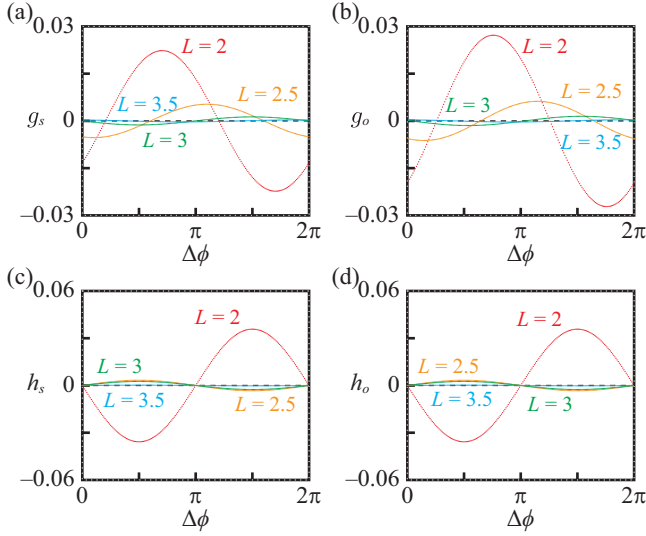 (a)
0.03
L = 2
L = 3.5
L = 2.5
g_s
0
L = 3
−0.03
0
π
2π
Δϕ
(b)
0.03
L = 2
L = 2.5
L = 3
g_o
0
L = 3.5
−0.03
0
π
2π
Δϕ
(c)
0.06
L = 2
L = 3
h_s
0
L = 3.5
L = 2.5
−0.06
0
π
2π
Δϕ
(d)
0.06
L = 2
L = 2.5
h_o
0
L = 3.5
L = 3
−0.06
0
π
2π
Δϕ